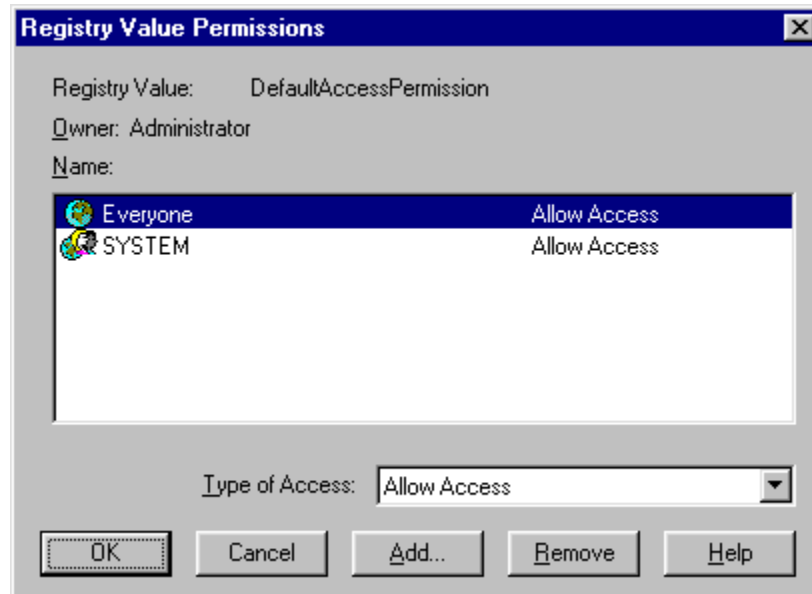 Registry Value Permissions
Registry Value: DefaultAccessPermission
Owner: Administrator
Name:
Everyone Allow Access
SYSTEM Allow Access
Type of Access: Allow Access
OK Cancel Add... Remove Help